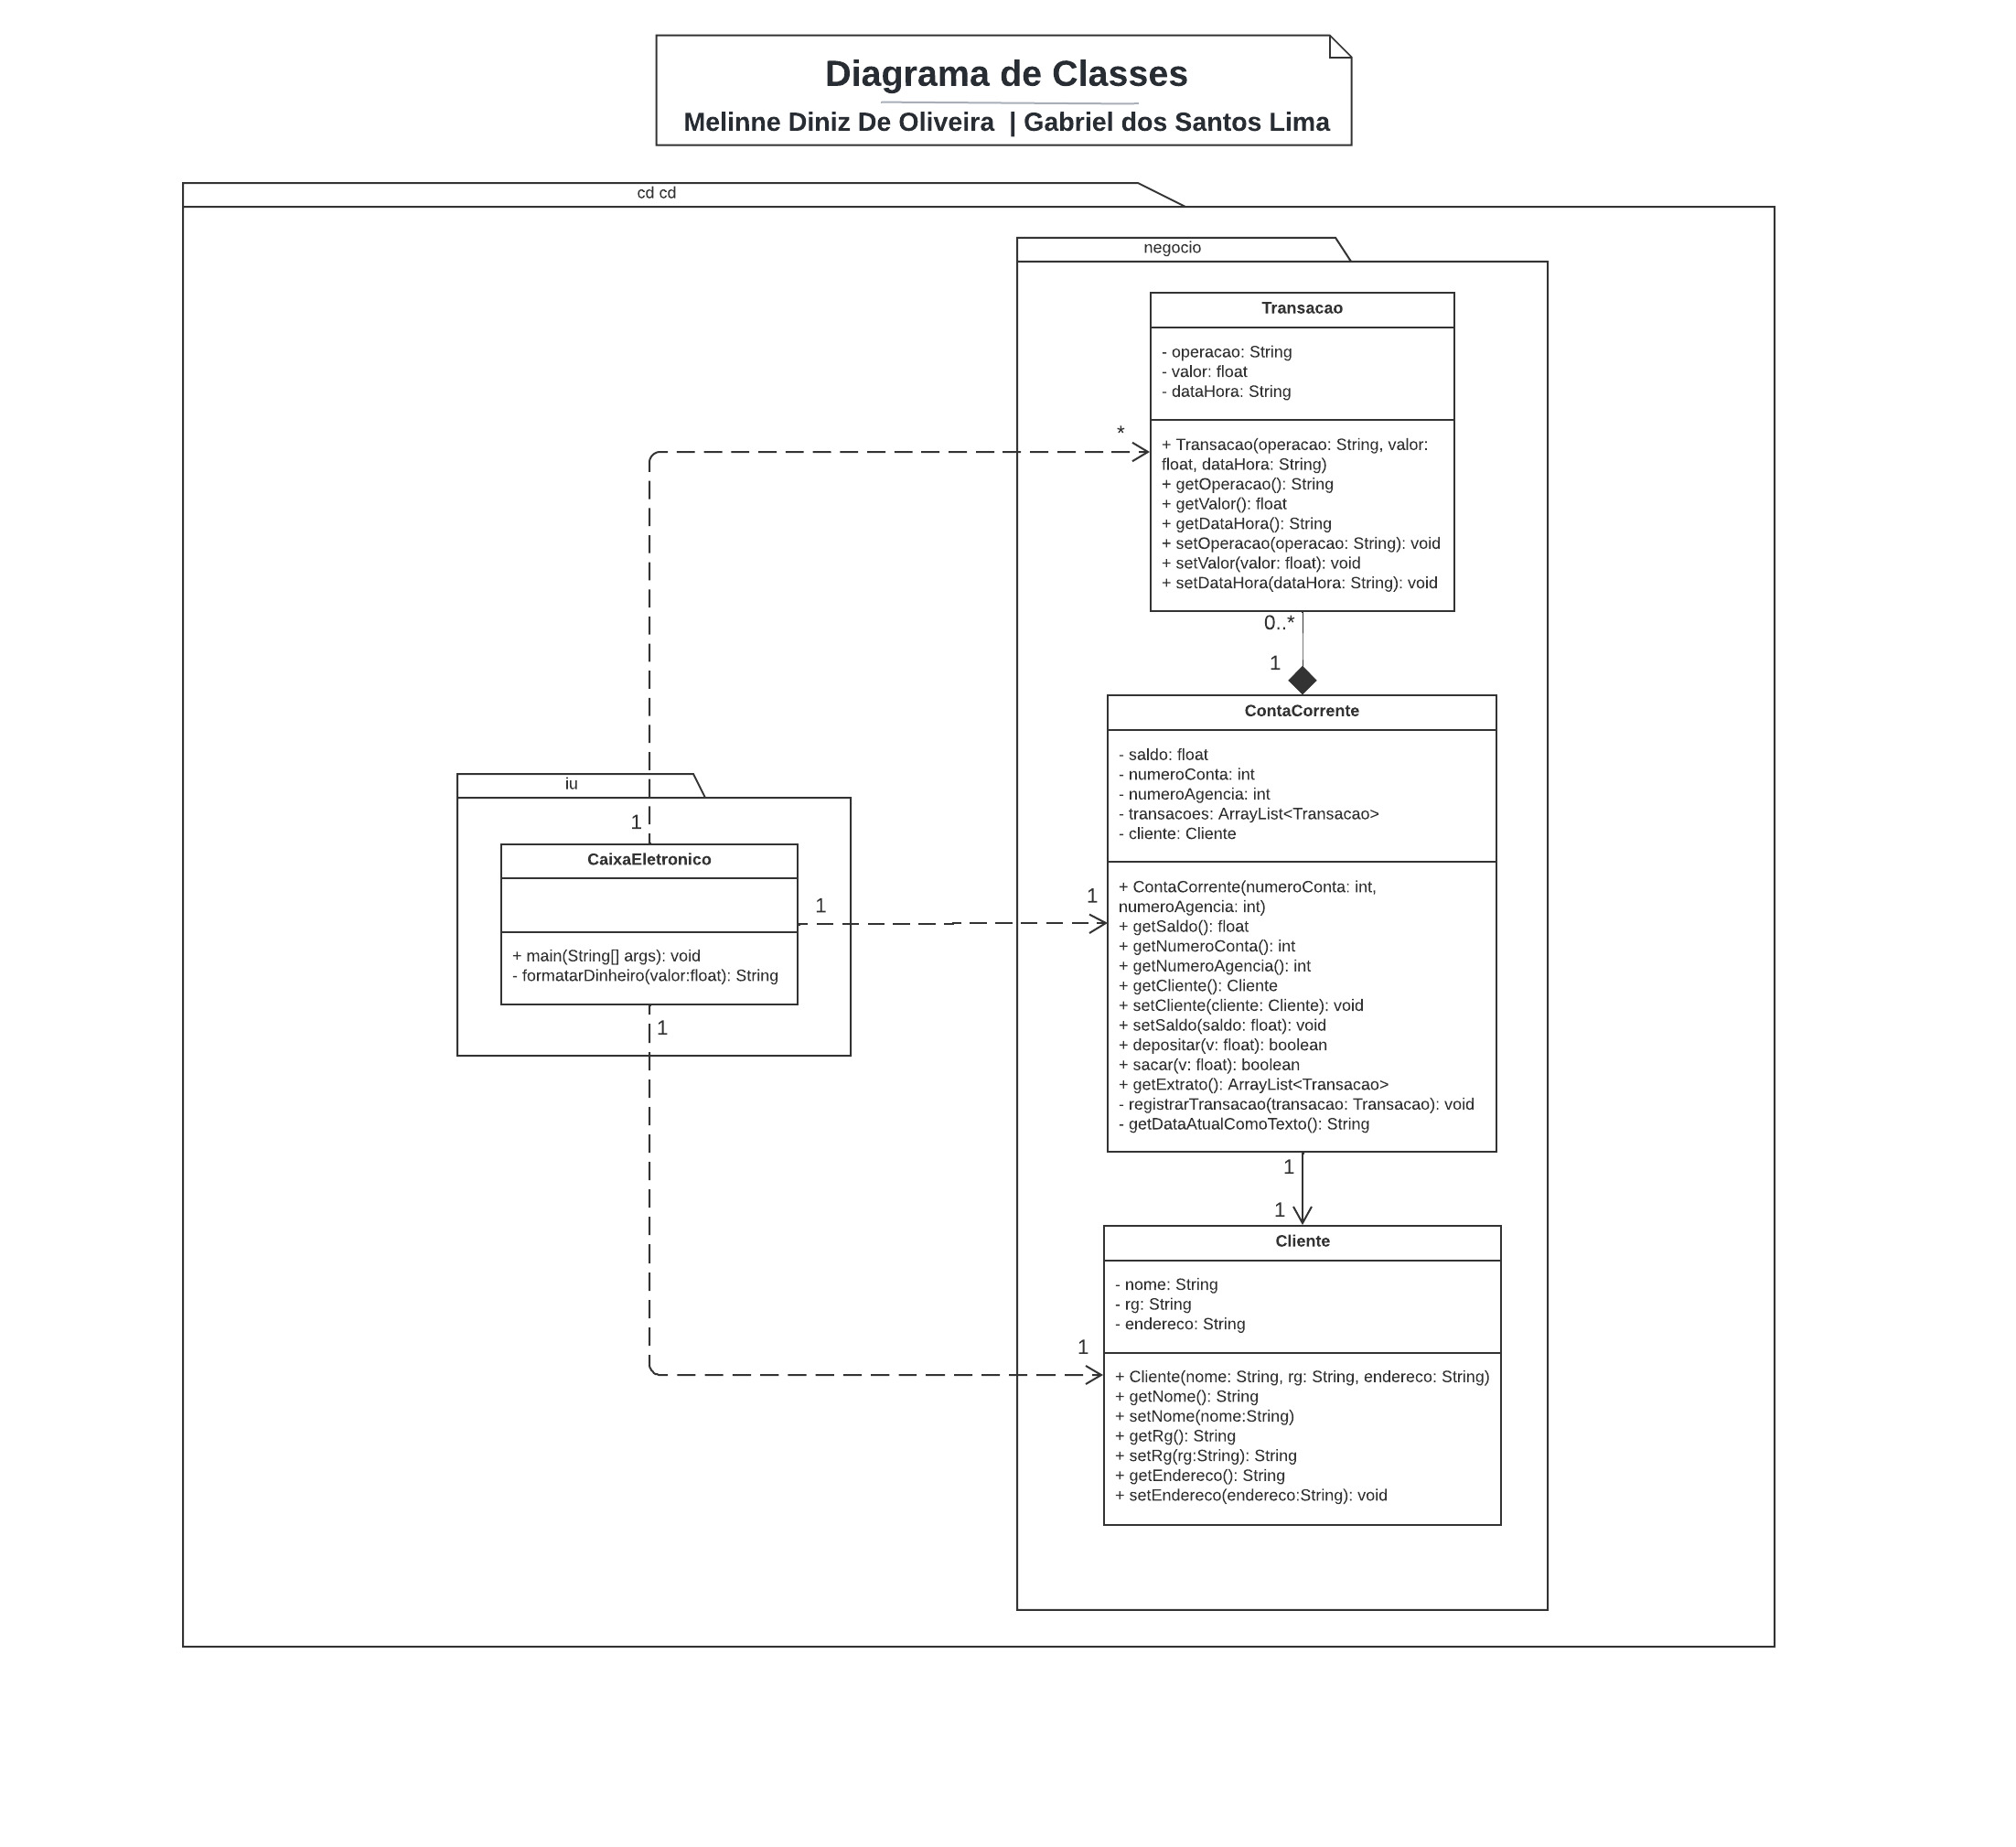 Diagrama de Classes
Melinne Diniz De Oliveira | Gabriel dos Santos Lima
cd cd
negocio
Transacao
- operacao: String
- valor: float
- dataHora: String
+ Transacao(operacao: String, valor:
float, dataHora: String)
+ getOperacao(): String
+ getValor(): float
+ getDataHora(): String
+ setOperacao(operacao: String): void
+ setValor(valor: float): void
+ setDataHora(dataHora: String): void
*
0..*
1
ContaCorrente
- saldo: float
- numeroConta: int
- numeroAgencia: int
- transacoes: ArrayList<Transacao>
- cliente: Cliente
+ ContaCorrente(numeroConta: int,
numeroAgencia: int)
+ getSaldo(): float
+ getNumeroConta(): int
+ getNumeroAgencia(): int
+ getCliente(): Cliente
+ setCliente(cliente: Cliente): void
+ setSaldo(saldo: float): void
+ depositar(v: float): boolean
+ sacar(v: float): boolean
+ getExtrato(): ArrayList<Transacao>
- registrarTransacao(transacao: Transacao): void
- getDataAtualComoTexto(): String
iu
1
CaixaEletronico
+ main(String[] args): void
- formatarDinheiro(valor:float): String
1
1
1
1
1
Cliente
- nome: String
- rg: String
- endereco: String
1
+ Cliente(nome: String, rg: String, endereco: String)
+ getNome(): String
+ setNome(nome:String)
+ getRg(): String
+ setRg(rg:String): String
+ getEndereco(): String
+ setEndereco(endereco:String): void